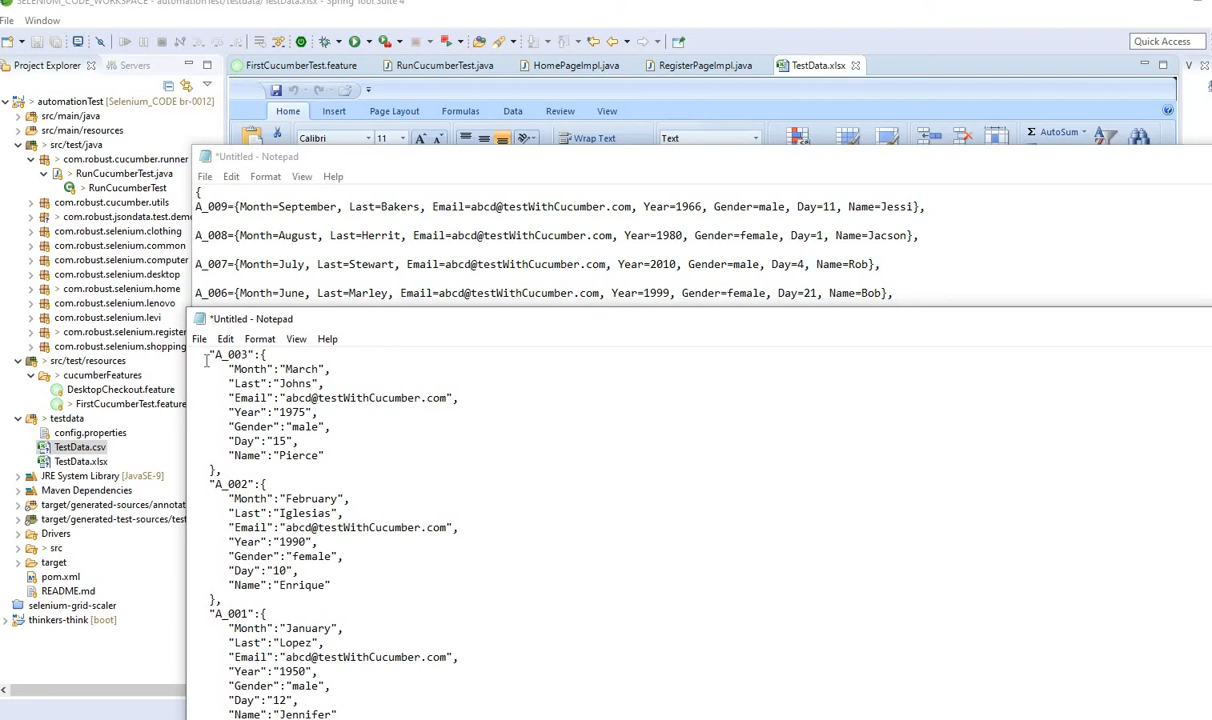 SELENIUM_CODE_WORKSPACE - automationTest/testdata/TestData.xlsx - Spring Tool Suite 4
File Window
Quick Access
Project Explorer Servers
FirstCucumberTest.feature RunCucumberTest.java HomePageImpl.java RegisterPageImpl.java TestData.xlsx
Home Insert Page Layout Formulas Data Review View
Calibri 11 Wrap Text Text AutoSum
automationTest [Selenium_CODE br-0012]
src/main/java
src/main/resources
src/test/java
com.robust.cucumber.runner
RunCucumberTest.java
RunCucumberTest
com.robust.cucumber.utils
com.robust.jsondata.test.demo
com.robust.selenium.clothing
com.robust.selenium.common
com.robust.selenium.computer
com.robust.selenium.desktop
com.robust.selenium.home
com.robust.selenium.lenovo
com.robust.selenium.levi
com.robust.selenium.register
com.robust.selenium.shopping
src/test/resources
cucumberFeatures
DesktopCheckout.feature
FirstCucumberTest.feature
testdata
config.properties
TestData.csv
TestData.xlsx
JRE System Library [JavaSE-9]
Maven Dependencies
target/generated-sources/annotat
target/generated-test-sources/test
Drivers
src
target
pom.xml
README.md
selenium-grid-scaler
thinkers-think [boot]
*Untitled - Notepad
File Edit Format View Help
{
A_009={Month=September, Last=Bakers, Email=abcd@testWithCucumber.com, Year=1966, Gender=male, Day=11, Name=Jessi},
A_008={Month=August, Last=Herrit, Email=abcd@testWithCucumber.com, Year=1980, Gender=female, Day=1, Name=Jacson},
A_007={Month=July, Last=Stewart, Email=abcd@testWithCucumber.com, Year=2010, Gender=male, Day=4, Name=Rob},
A_006={Month=June, Last=Marley, Email=abcd@testWithCucumber.com, Year=1999, Gender=female, Day=21, Name=Bob},
*Untitled - Notepad
File Edit Format View Help
"A_003":{
"Month":"March",
"Last":"Johns",
"Email":"abcd@testWithCucumber.com",
"Year":"1975",
"Gender":"male",
"Day":"15",
"Name":"Pierce"
},
"A_002":{
"Month":"February",
"Last":"Iglesias",
"Email":"abcd@testWithCucumber.com",
"Year":"1990",
"Gender":"female",
"Day":"10",
"Name":"Enrique"
},
"A_001":{
"Month":"January",
"Last":"Lopez",
"Email":"abcd@testWithCucumber.com",
"Year":"1950",
"Gender":"male",
"Day":"12",
"Name":"Jennifer"